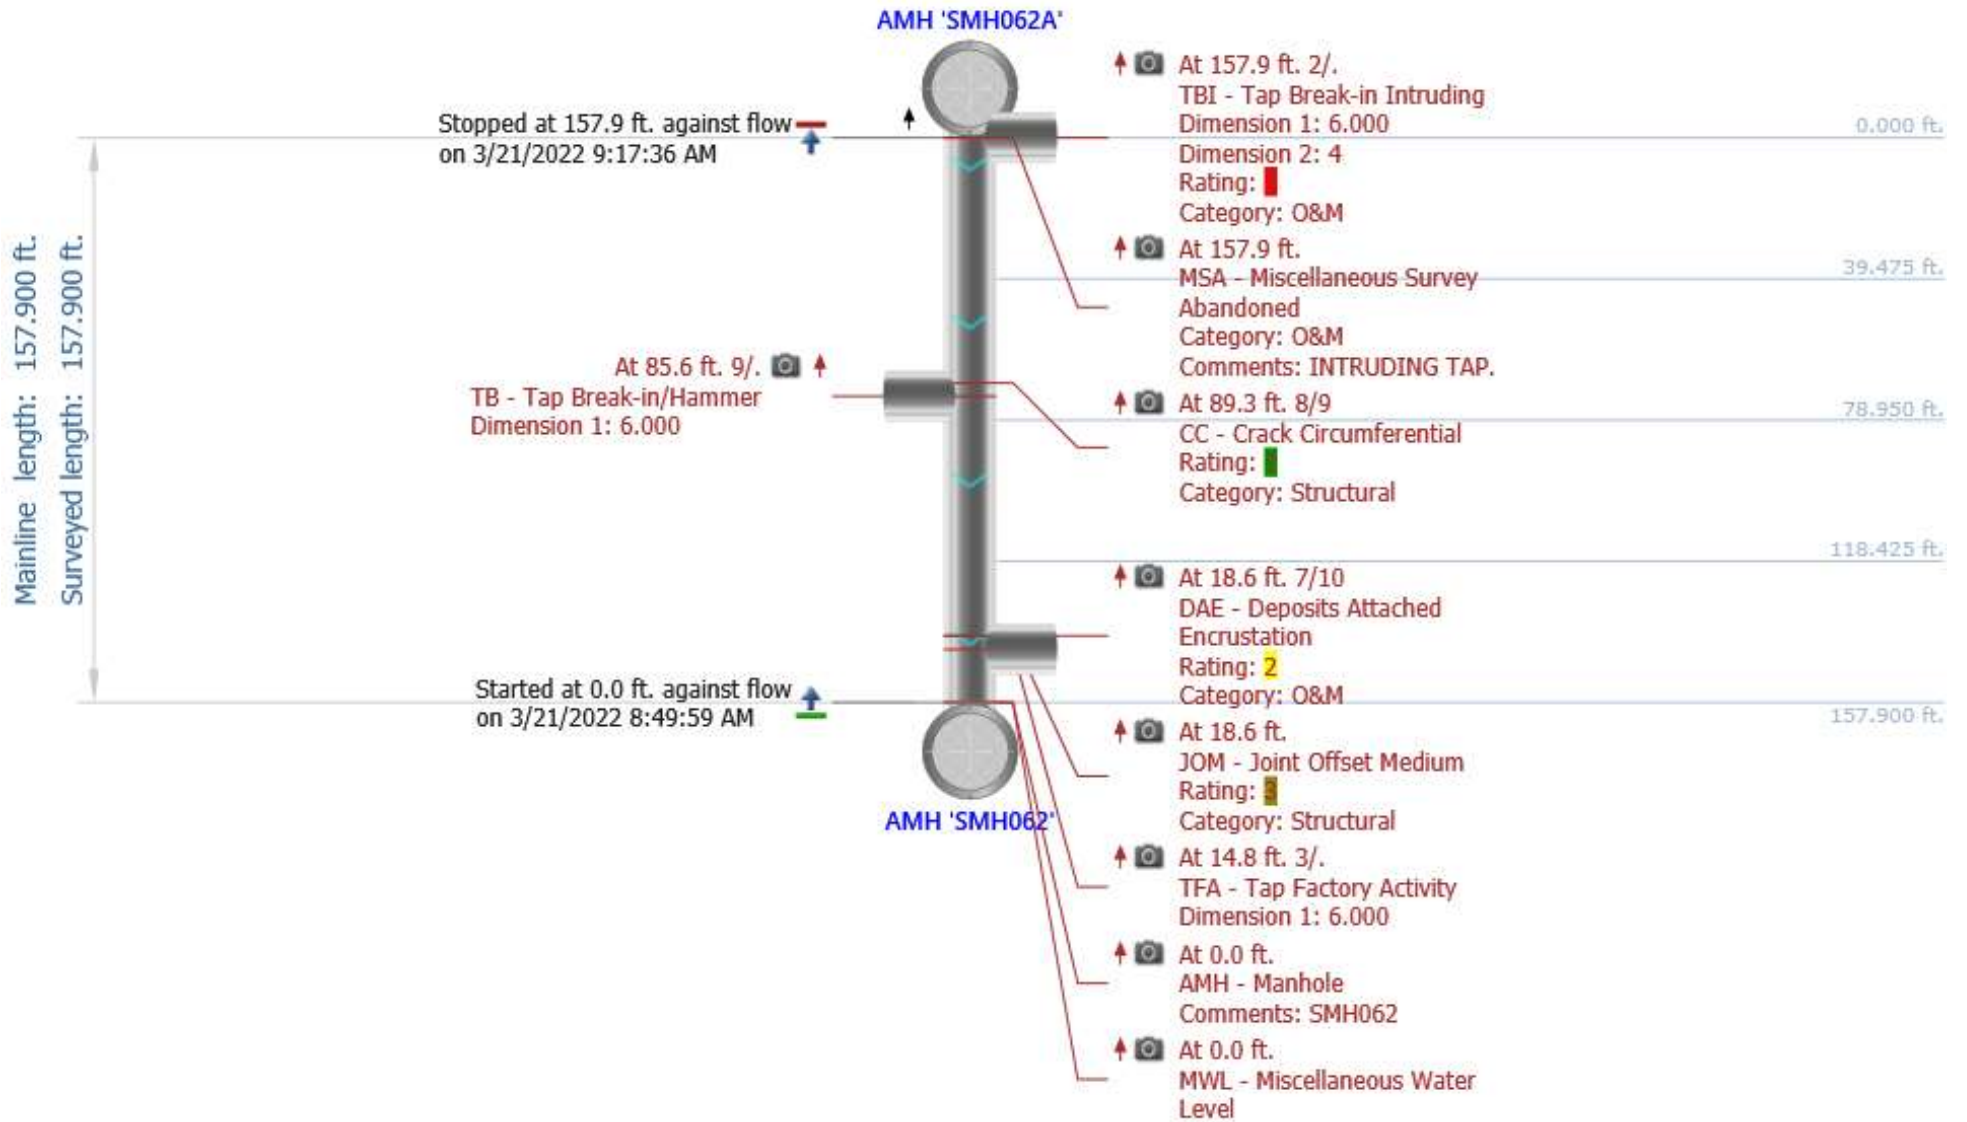 AMH 'SMH062A'
Stopped at 157.9 ft. against flow
on 3/21/2022 9:17:36 AM
Mainline length: 157.900 ft.
Surveyed length: 157.900 ft.
At 85.6 ft. 9/.
TB - Tap Break-in/Hammer
Dimension 1: 6.000
Started at 0.0 ft. against flow
on 3/21/2022 8:49:59 AM
AMH 'SMH062'
At 157.9 ft. 2/.
TBI - Tap Break-in Intruding
Dimension 1: 6.000
Dimension 2: 4
Rating:
Category: O&M
At 157.9 ft.
MSA - Miscellaneous Survey
Abandoned
Category: O&M
Comments: INTRUDING TAP.
At 89.3 ft. 8/9
CC - Crack Circumferential
Rating:
Category: Structural
At 18.6 ft. 7/10
DAE - Deposits Attached
Encrustation
Rating: 2
Category: O&M
At 18.6 ft.
JOM - Joint Offset Medium
Rating: 3
Category: Structural
At 14.8 ft. 3/.
TFA - Tap Factory Activity
Dimension 1: 6.000
At 0.0 ft.
AMH - Manhole
Comments: SMH062
At 0.0 ft.
MWL - Miscellaneous Water
Level
0.000 ft.
39.475 ft.
78.950 ft.
118.425 ft.
157.900 ft.